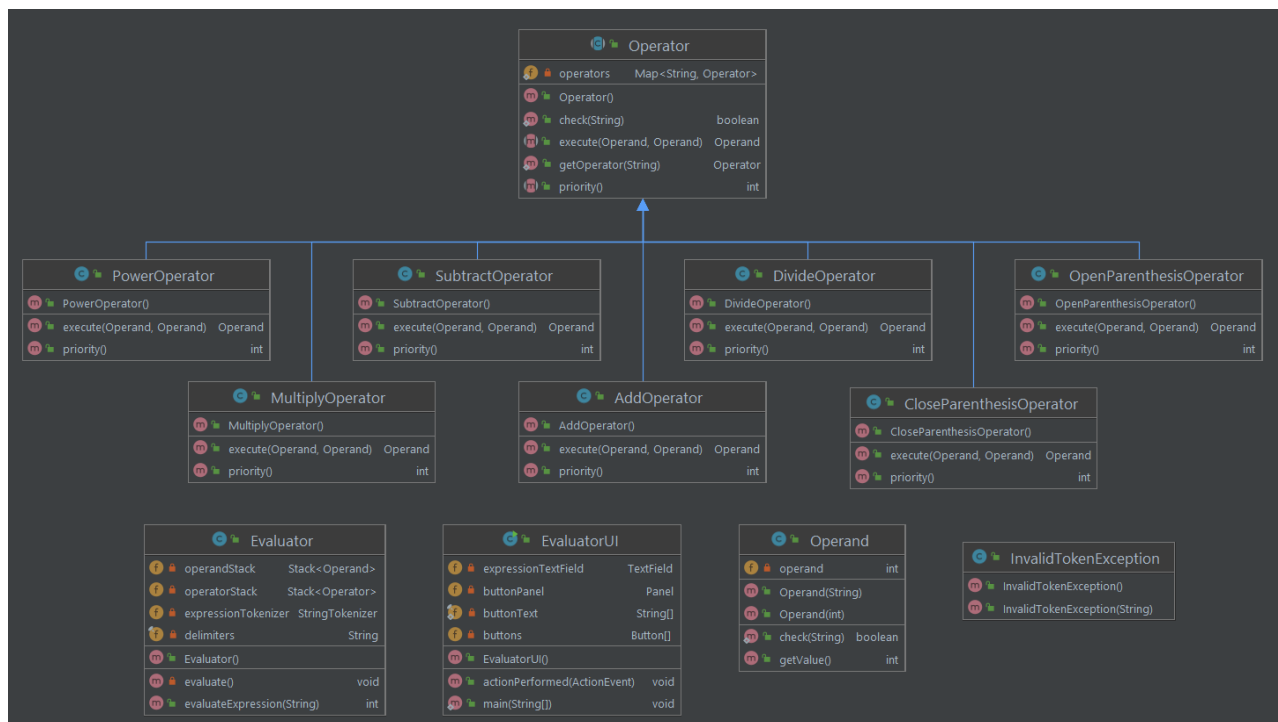 Operator
operators Map<String, Operator>
Operator()
check(String) boolean
execute(Operand, Operand) Operand
getOperator(String) Operator
priority() int
PowerOperator
PowerOperator()
execute(Operand, Operand) Operand
priority() int
SubtractOperator
SubtractOperator()
execute(Operand, Operand) Operand
priority() int
DivideOperator
DivideOperator()
execute(Operand, Operand) Operand
priority() int
OpenParenthesisOperator
OpenParenthesisOperator()
execute(Operand, Operand) Operand
priority() int
MultiplyOperator
MultiplyOperator()
execute(Operand, Operand) Operand
priority() int
AddOperator
AddOperator()
execute(Operand, Operand) Operand
priority() int
CloseParenthesisOperator
CloseParenthesisOperator()
execute(Operand, Operand) Operand
priority() int
Evaluator
operandStack Stack<Operand>
operatorStack Stack<Operator>
expressionTokenizer StringTokenizer
delimiters String
Evaluator()
evaluate() void
evaluateExpression(String) int
EvaluatorUI
expressionTextField TextField
buttonPanel Panel
buttonText String[]
buttons Button[]
EvaluatorUI()
actionPerformed(ActionEvent) void
main(String[]) void
Operand
operand int
Operand(String)
Operand(int)
check(String) boolean
getValue() int
InvalidTokenException
InvalidTokenException()
InvalidTokenException(String)